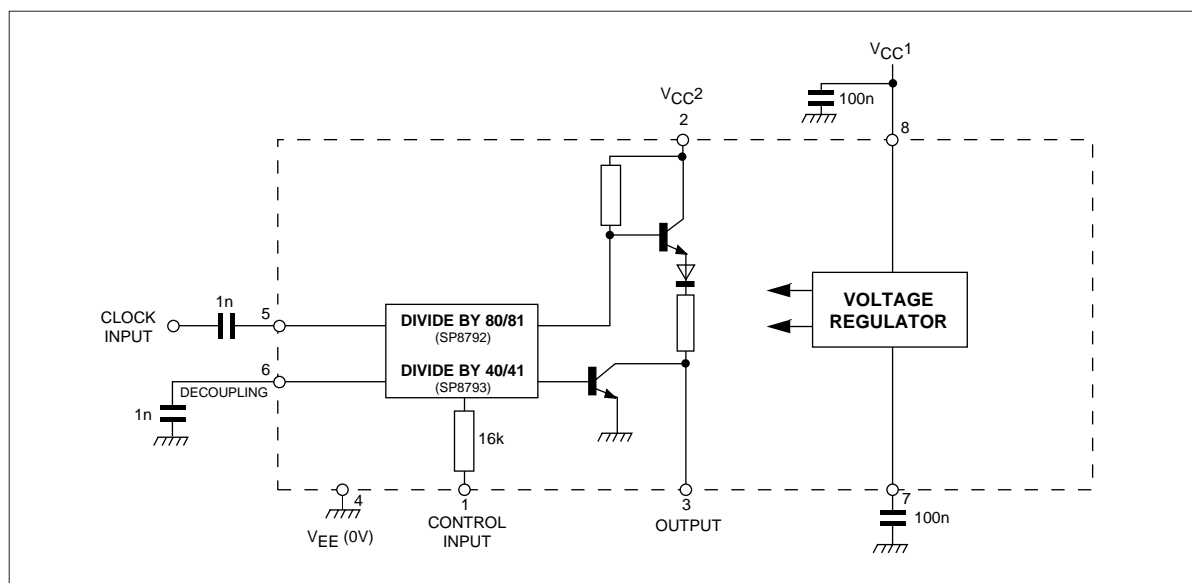 VCC1
100n
8
VCC2
2
VOLTAGE
REGULATOR
1n
CLOCK
INPUT
5
DIVIDE BY 80/81
(SP8792)
6
DECOUPLING
DIVIDE BY 40/41
(SP8793)
1n
16k
4
VEE (0V)
1
CONTROL
INPUT
3
OUTPUT
7
100n